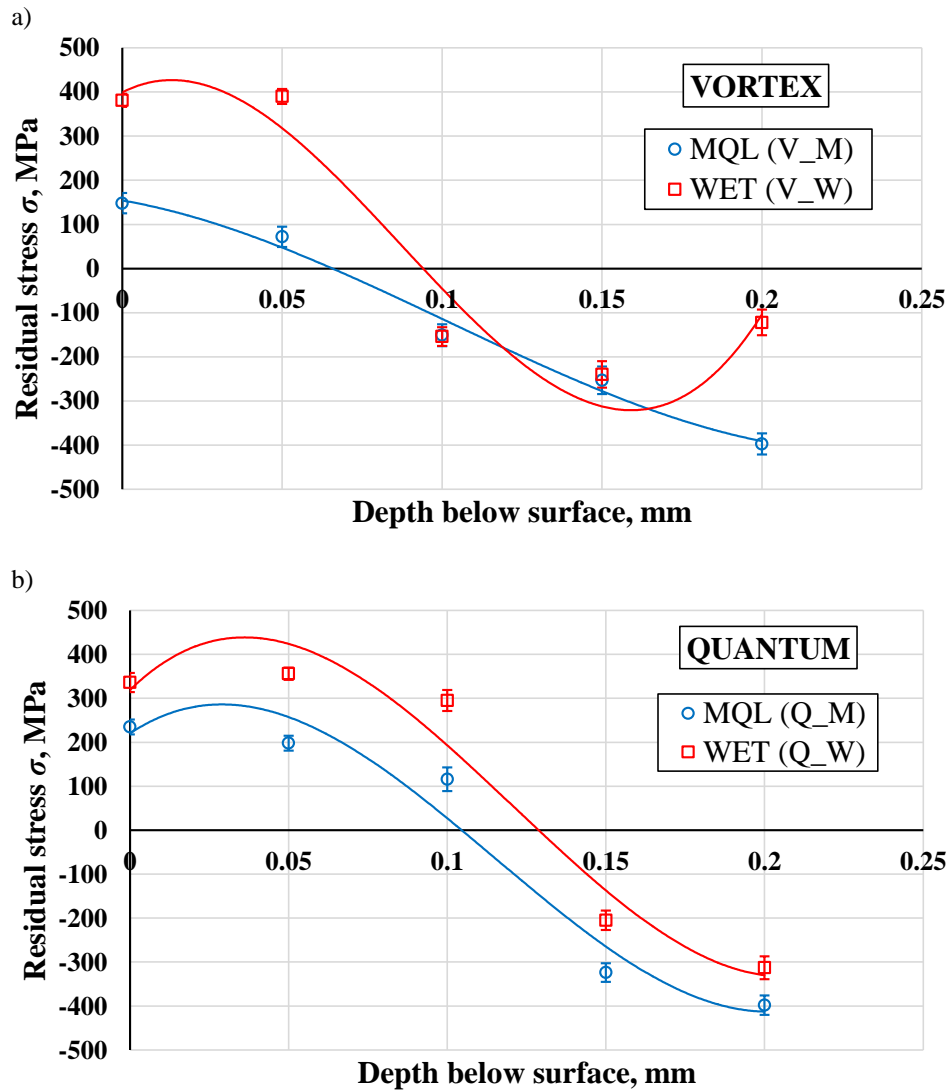 a)
500
400
300
200
100
0
-100
-200
-300
-400
-500
Residual stress σ, MPa
VORTEX
MQL (V_M)
WET (V_W)
0 0.05 0.1 0.15 0.2 0.25
Depth below surface, mm
b)
500
400
300
200
100
0
-100
-200
-300
-400
-500
Residual stress σ, MPa
QUANTUM
MQL (Q_M)
WET (Q_W)
0 0.05 0.1 0.15 0.2 0.25
Depth below surface, mm